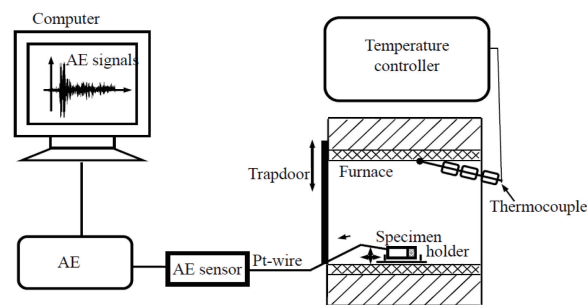 Computer
AE signals
Temperature
controller
Trapdoor
Furnace
Thermocouple
Specimen
holder
Pt-wire
AE sensor
AE